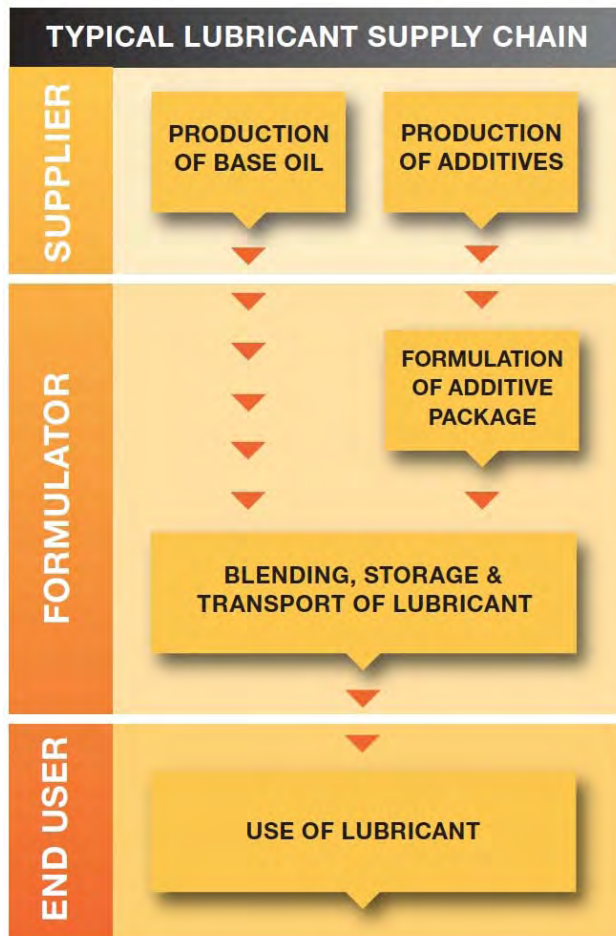 TYPICAL LUBRICANT SUPPLY CHAIN
SUPPLIER
PRODUCTION
OF BASE OIL
PRODUCTION
OF ADDITIVES
FORMULATOR
FORMULATION
OF ADDITIVE
PACKAGE
BLENDING, STORAGE &
TRANSPORT OF LUBRICANT
END USER
USE OF LUBRICANT